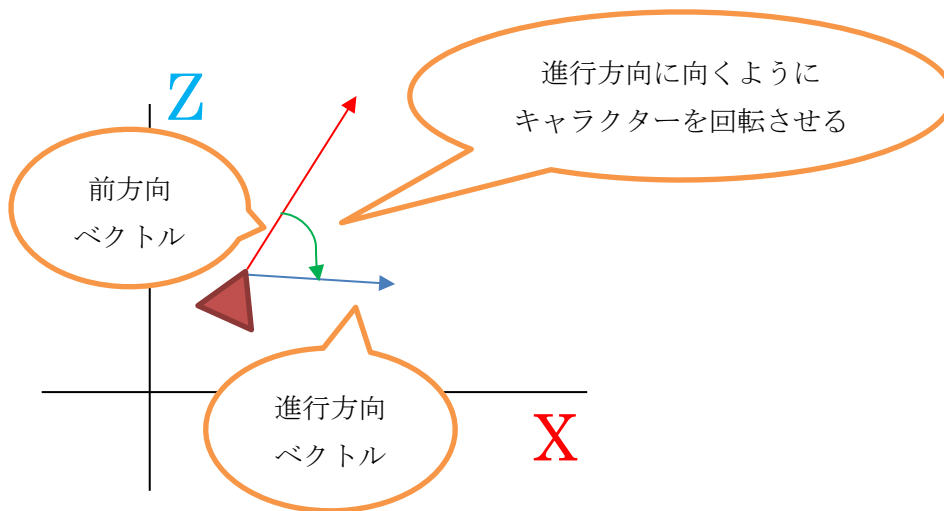 進行方向に向くように
キャラクターを回転させる
Z
前方向
ベクトル
進行方向
ベクトル
X